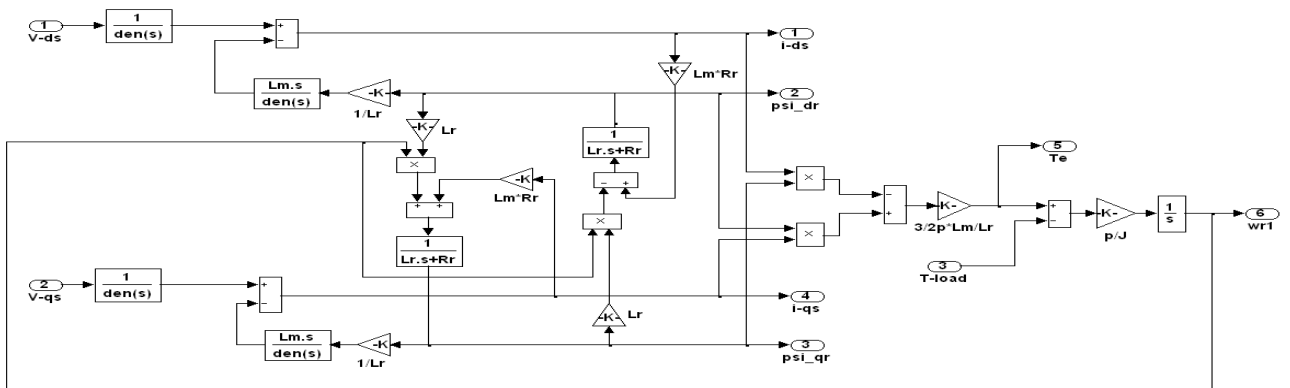 1
V-ds
1
den(s)
+
−
1
i-ds
-K-
Lm*Rr
Lm.s
den(s)
-K
1/Lr
2
psi_dr
-K-
Lr
1
Lr.s+Rr
×
-K
Lm*Rr
− +
+ +
×
1
Lr.s+Rr
×
×
−
+
K-
3/2p*Lm/Lr
5
Te
+
−
-K-
p/J
1
s
6
wr1
3
T-load
2
V-qs
1
den(s)
+
−
4
i-qs
-K-
Lr
Lm.s
den(s)
-K
1/Lr
3
psi_qr